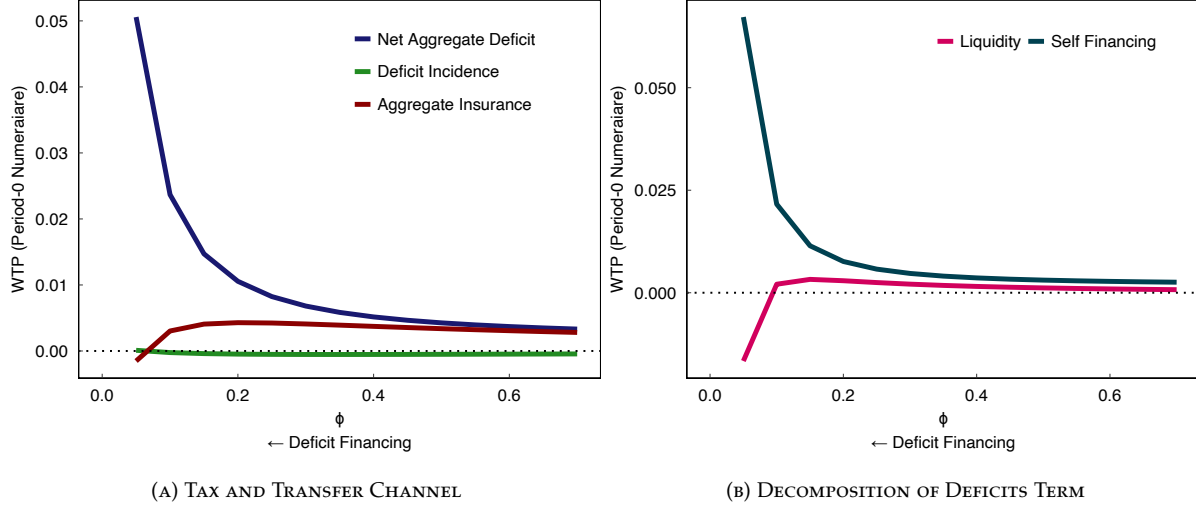 WTP (Period-0 Numeraiare)
0.05
0.04
0.03
0.02
0.01
0.00
Net Aggregate Deficit
Deficit Incidence
Aggregate Insurance
0.0 0.2 0.4 0.6
ϕ
← Deficit Financing
(A) Tax and Transfer Channel
WTP (Period-0 Numeraiare)
0.050
0.025
0.000
Liquidity Self Financing
0.0 0.2 0.4 0.6
ϕ
← Deficit Financing
(B) Decomposition of Deficits Term